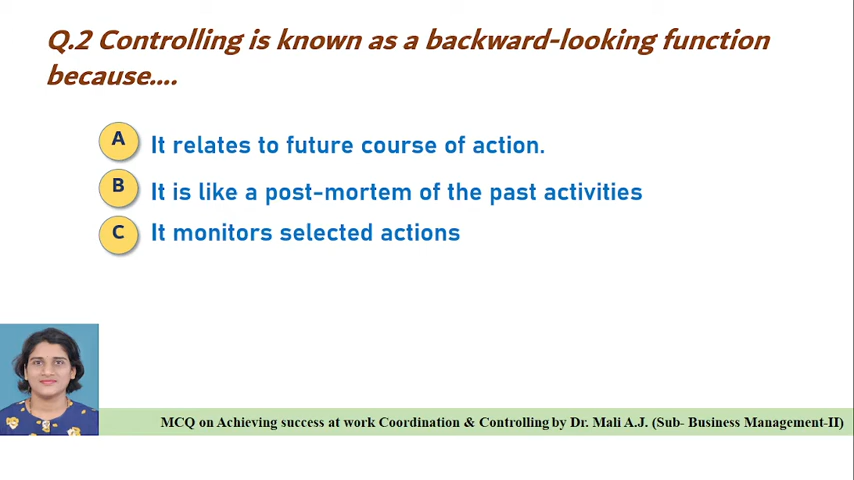 Q.2 Controlling is known as a backward-looking function
because....
A It relates to future course of action.
B It is like a post-mortem of the past activities
C It monitors selected actions
MCQ on Achieving success at work Coordination & Controlling by Dr. Mali A.J. (Sub- Business Management-II)